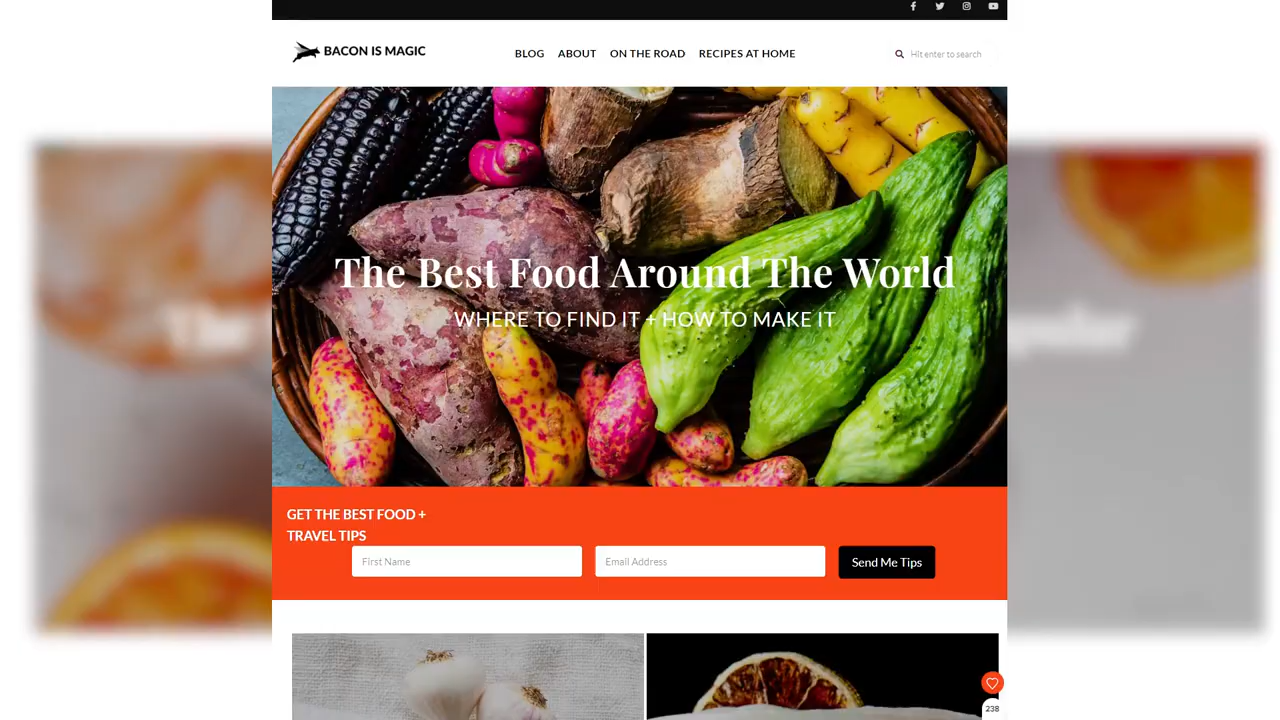 BACON IS MAGIC
BLOG ABOUT ON THE ROAD RECIPES AT HOME
Hit enter to search
The Best Food Around The World
WHERE TO FIND IT + HOW TO MAKE IT
GET THE BEST FOOD +
TRAVEL TIPS
First Name
Email Address
Send Me Tips
238